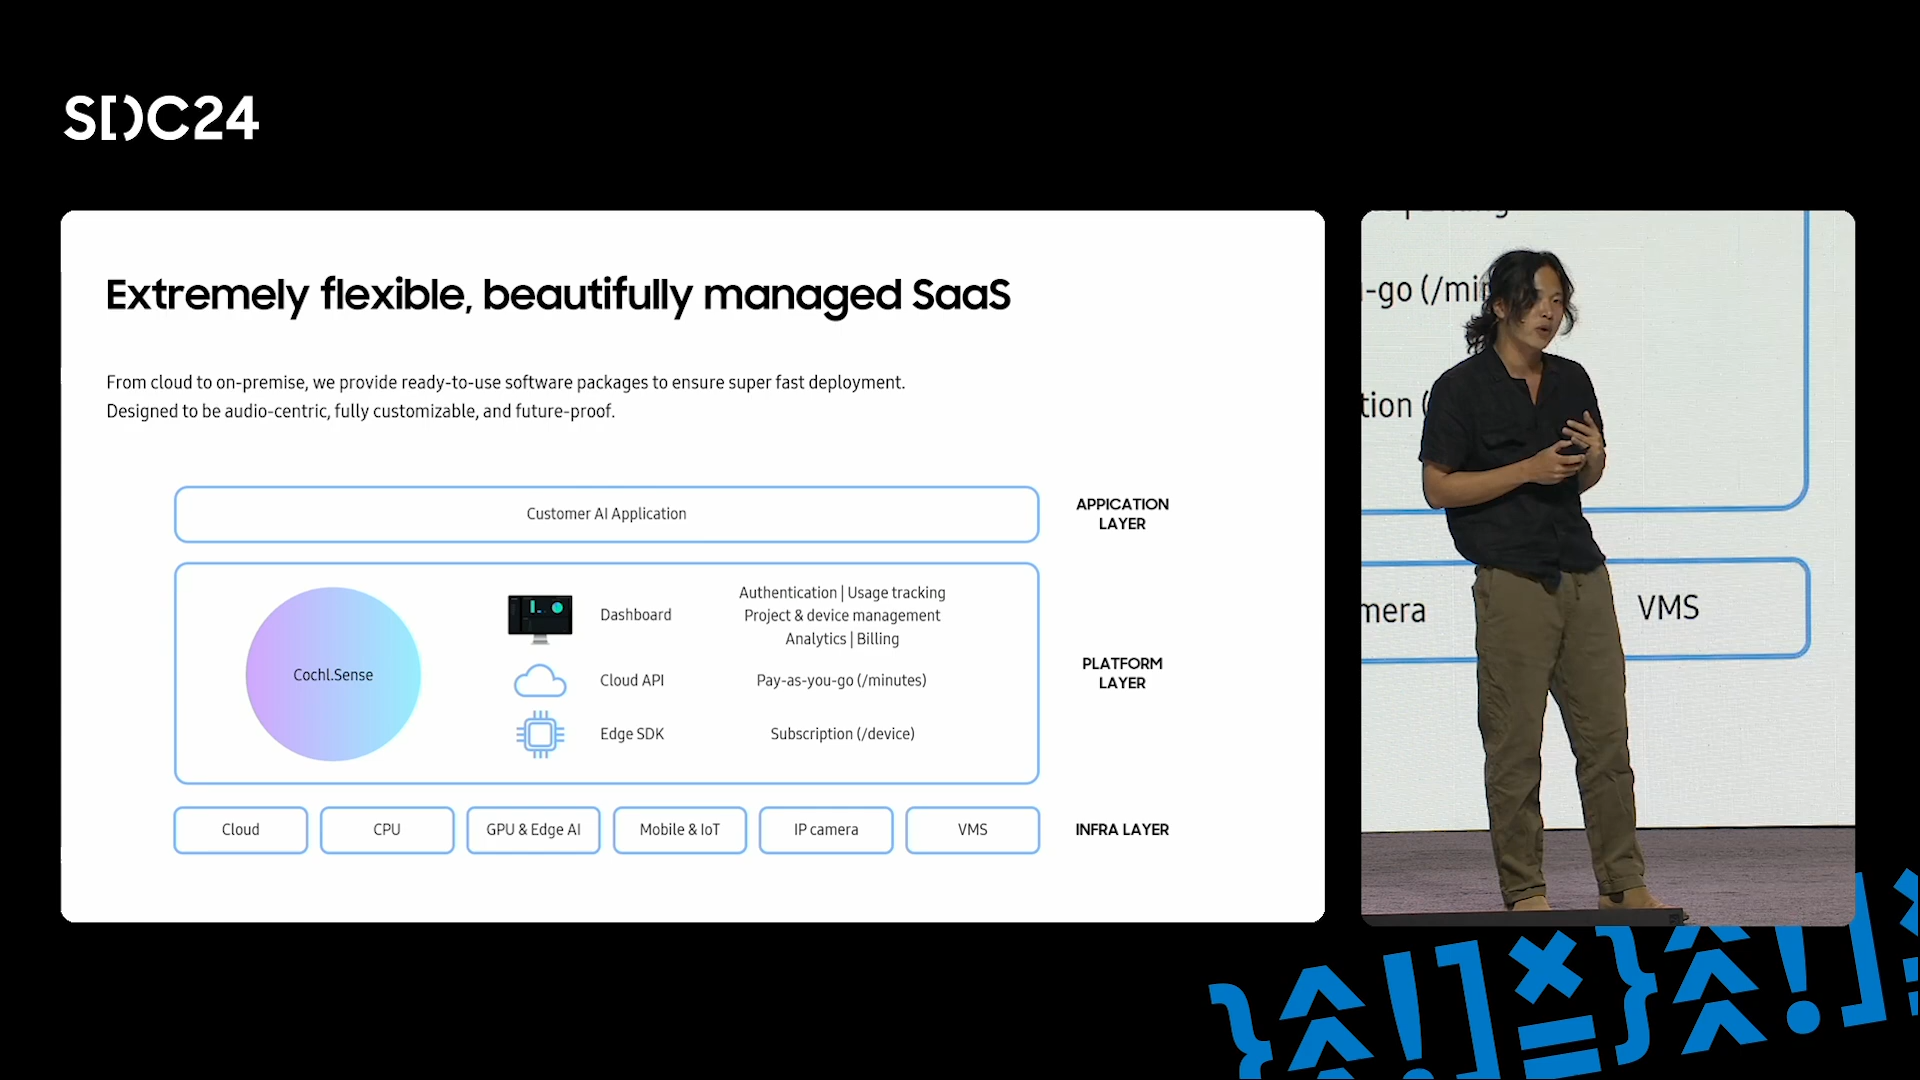 SDC24
Extremely flexible, beautifully managed SaaS
From cloud to on-premise, we provide ready-to-use software packages to ensure super fast deployment.
Designed to be audio-centric, fully customizable, and future-proof.
Customer AI Application
APPICATION
LAYER
Cochl.Sense
Dashboard
Authentication | Usage tracking
Project & device management
Analytics | Billing
Cloud API
Pay-as-you-go (/minutes)
Edge SDK
Subscription (/device)
PLATFORM
LAYER
Cloud
CPU
GPU & Edge AI
Mobile & IoT
IP camera
VMS
INFRA LAYER
-go (/min
tion (
mera
VMS
}^!]×=}^!]